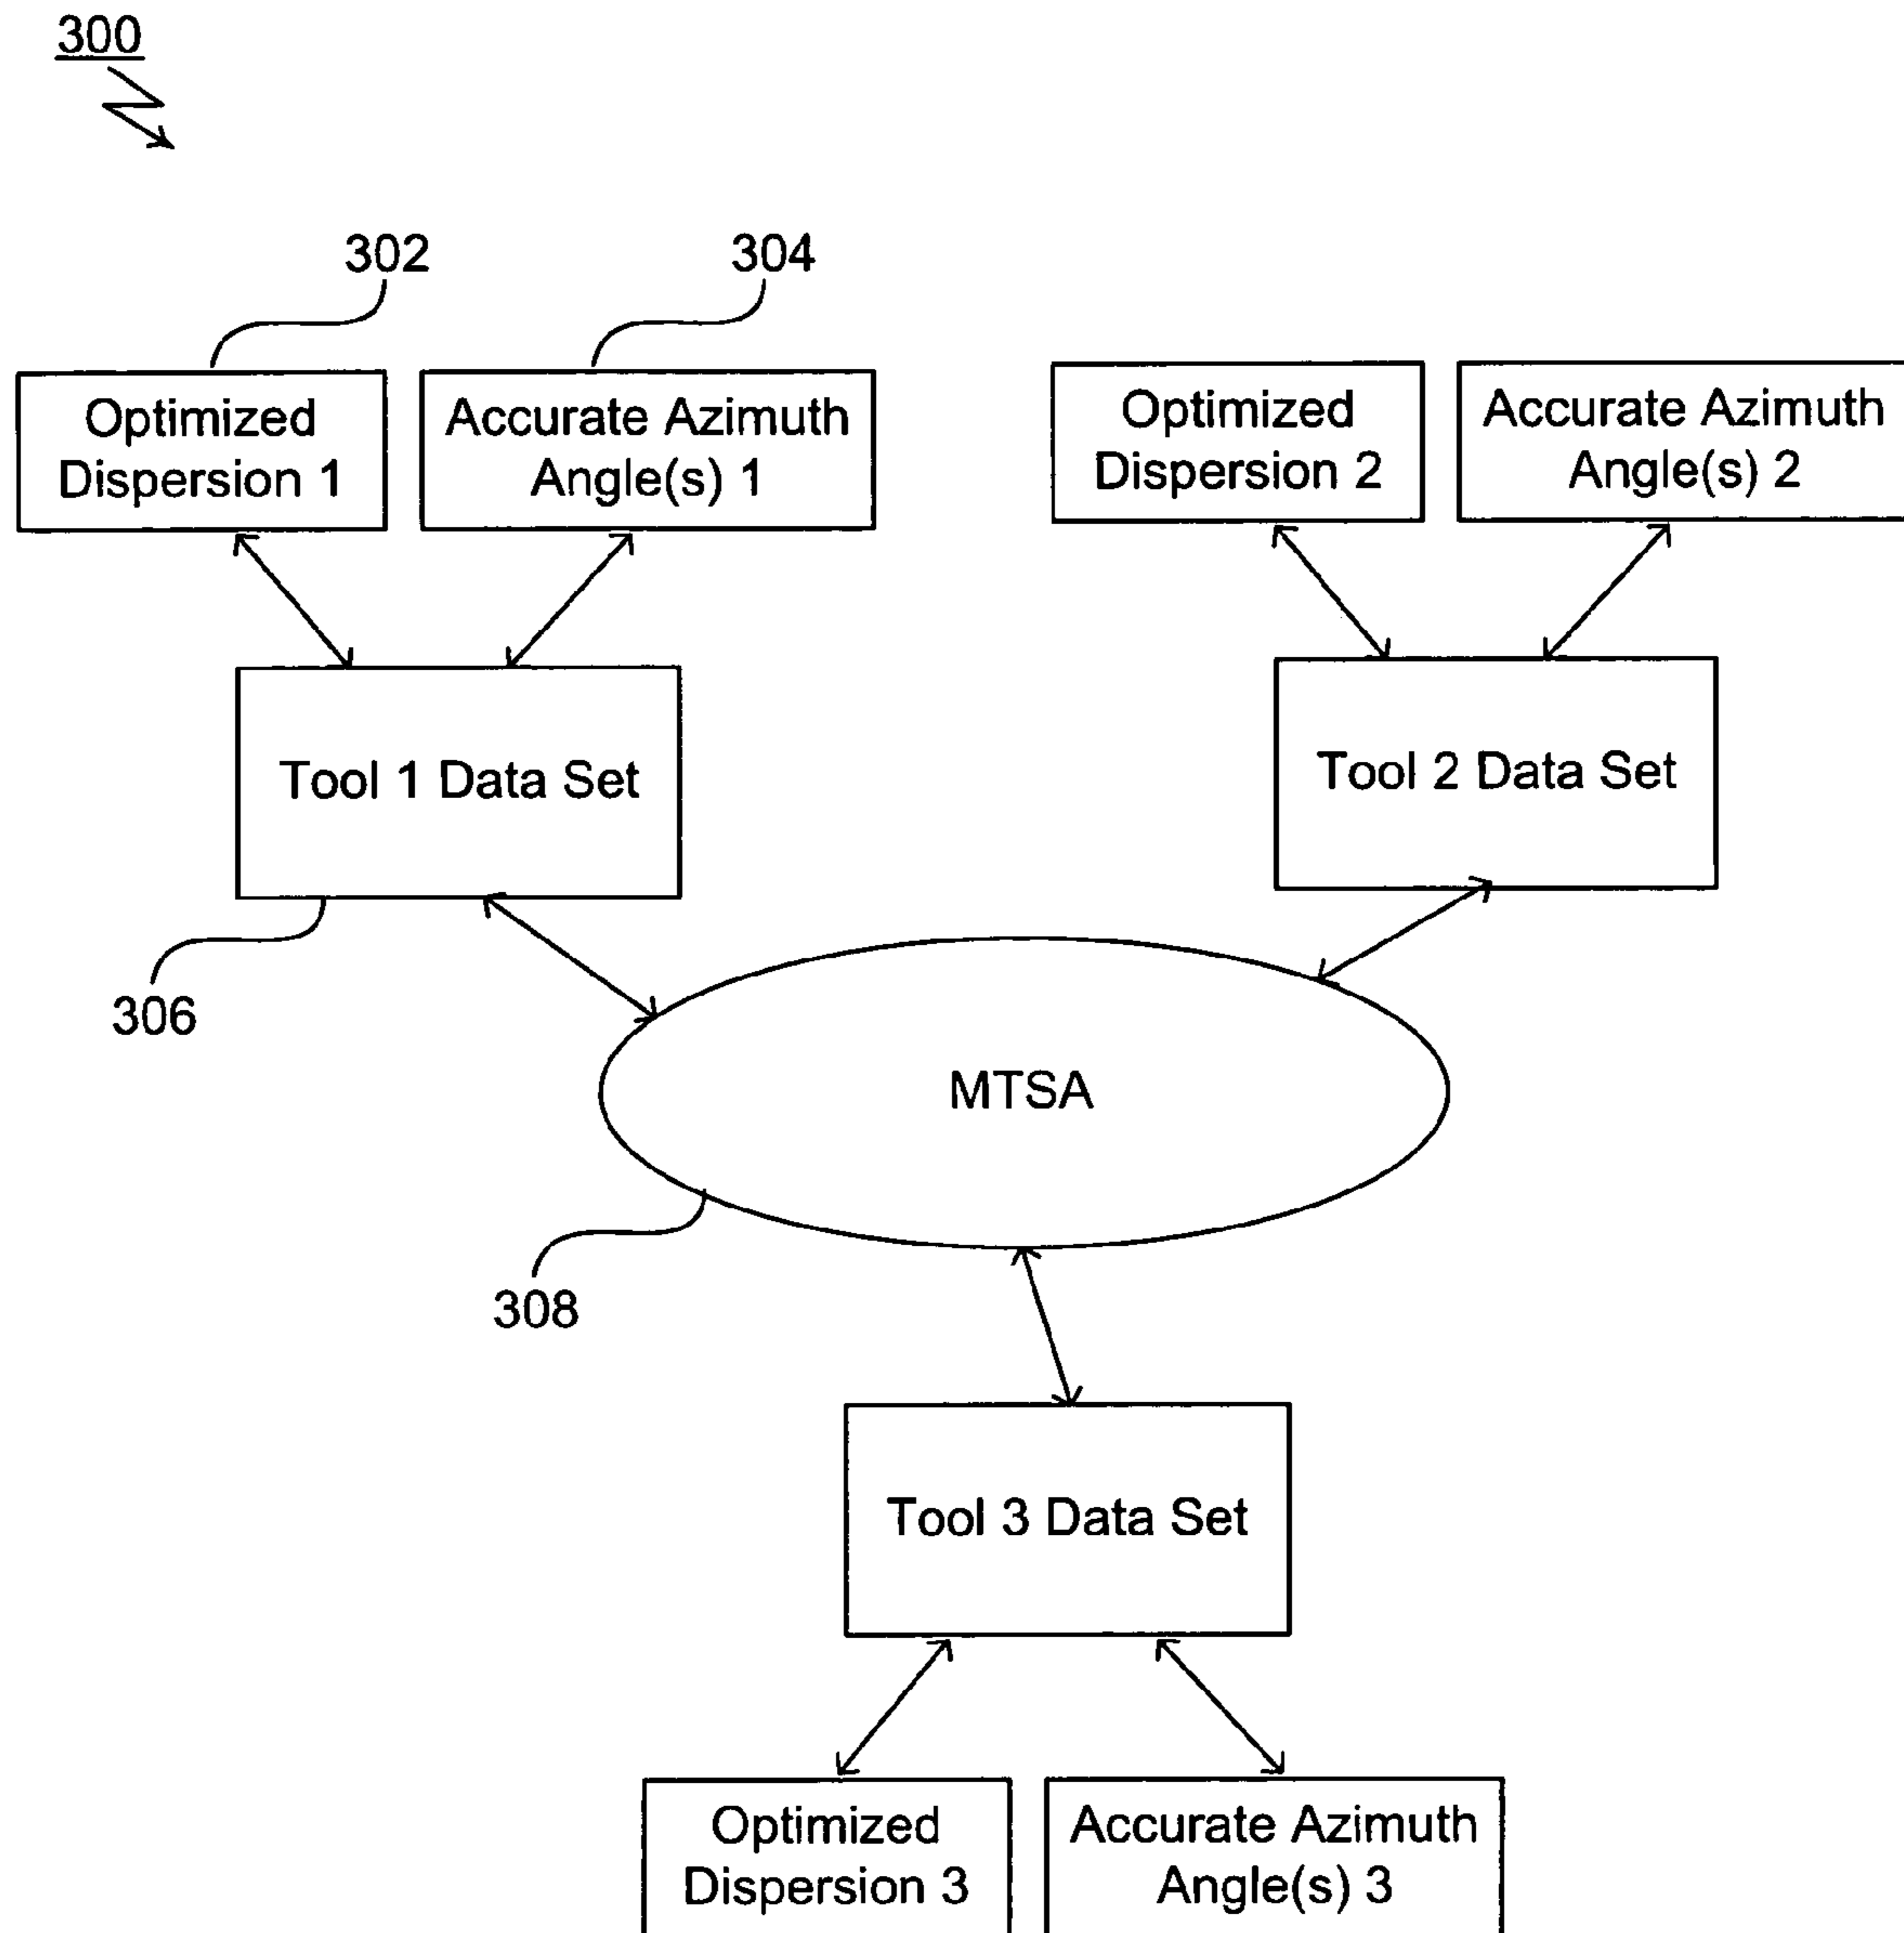 300
302
304
Optimized
Dispersion 1
Accurate Azimuth
Angle(s) 1
Optimized
Dispersion 2
Accurate Azimuth
Angle(s) 2
Tool 1 Data Set
Tool 2 Data Set
306
MTSA
308
Tool 3 Data Set
Optimized
Dispersion 3
Accurate Azimuth
Angle(s) 3